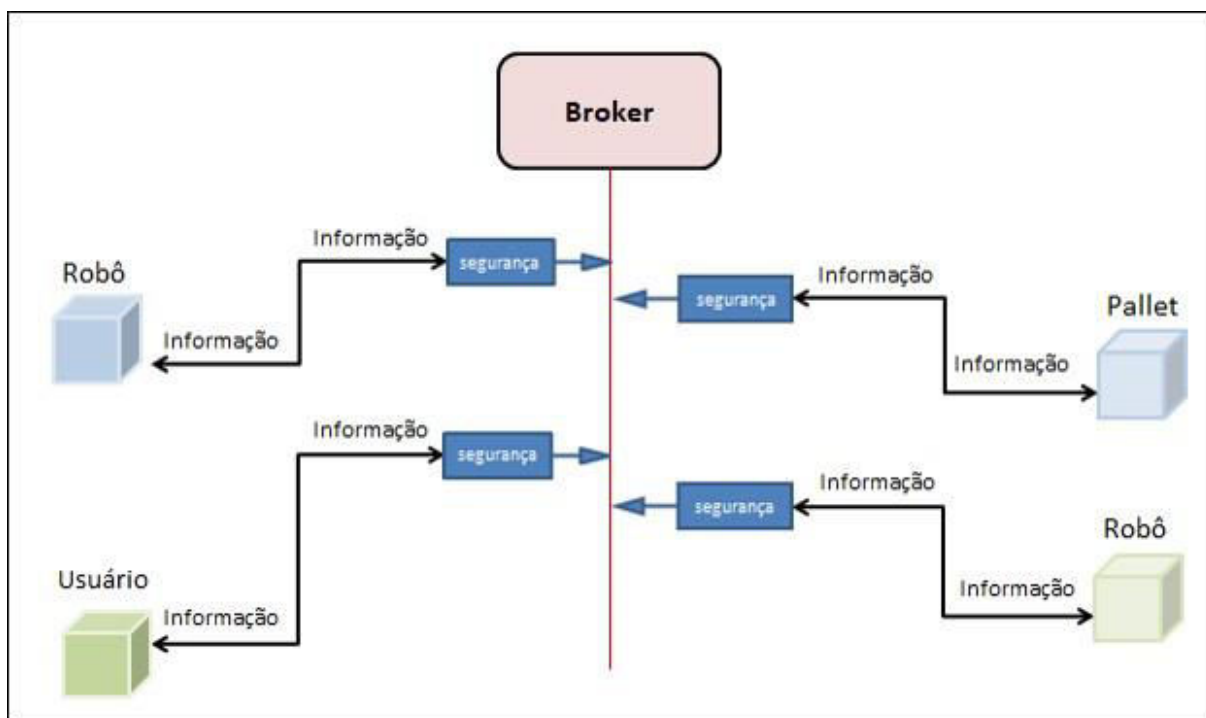 Broker
Informação
segurança
Robô
Informação
segurança
Informação
Pallet
Informação
Informação
segurança
Informação
segurança
Robô
Usuário
Informação
Informação